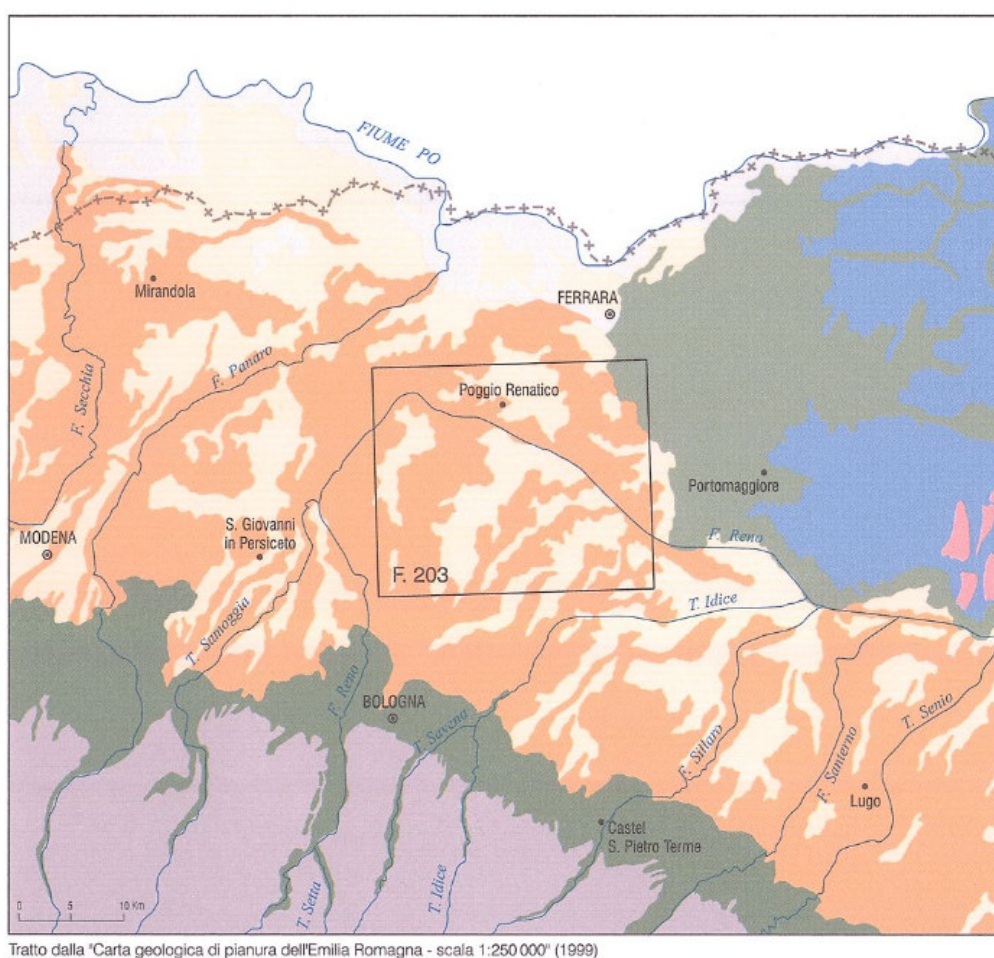 FIUME PO
Mirandola
FERRARA
F. Panaro
F. Secchia
Poggio Renatico
Portomaggiore
MODENA
S. Giovanni
in Persiceto
F. Reno
F. 203
T. Idice
T. Samoggia
F. Reno
BOLOGNA
T. Savena
F. Sillaro
F. Sanierno
T. Senio
Lugo
Castel
S. Pietro Terme
T. Setta
T. Idice
0 5 10 Km
Tratto dalla "Carta geologica di pianura dell'Emilia Romagna - scala 1:250 000" (1999)